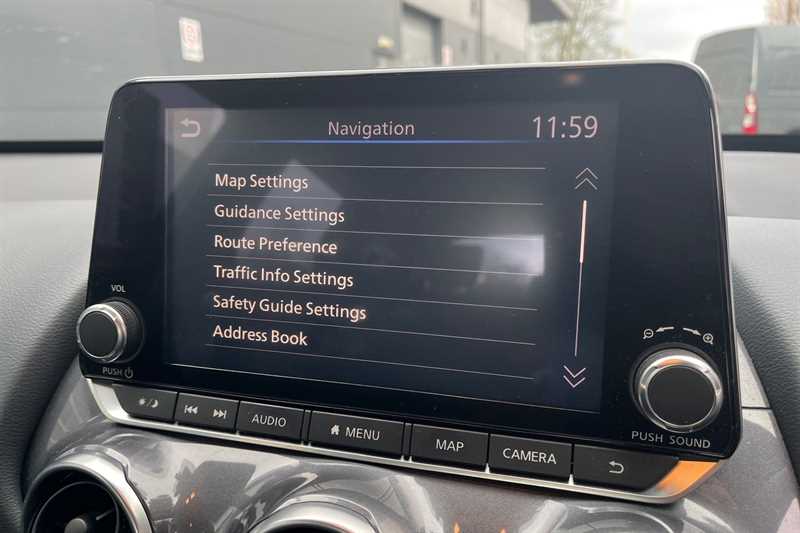 Navigation
11:59
Map Settings
Guidance Settings
Route Preference
Traffic Info Settings
Safety Guide Settings
Address Book
VOL
PUSH
AUDIO
MENU
MAP
CAMERA
PUSH SOUND